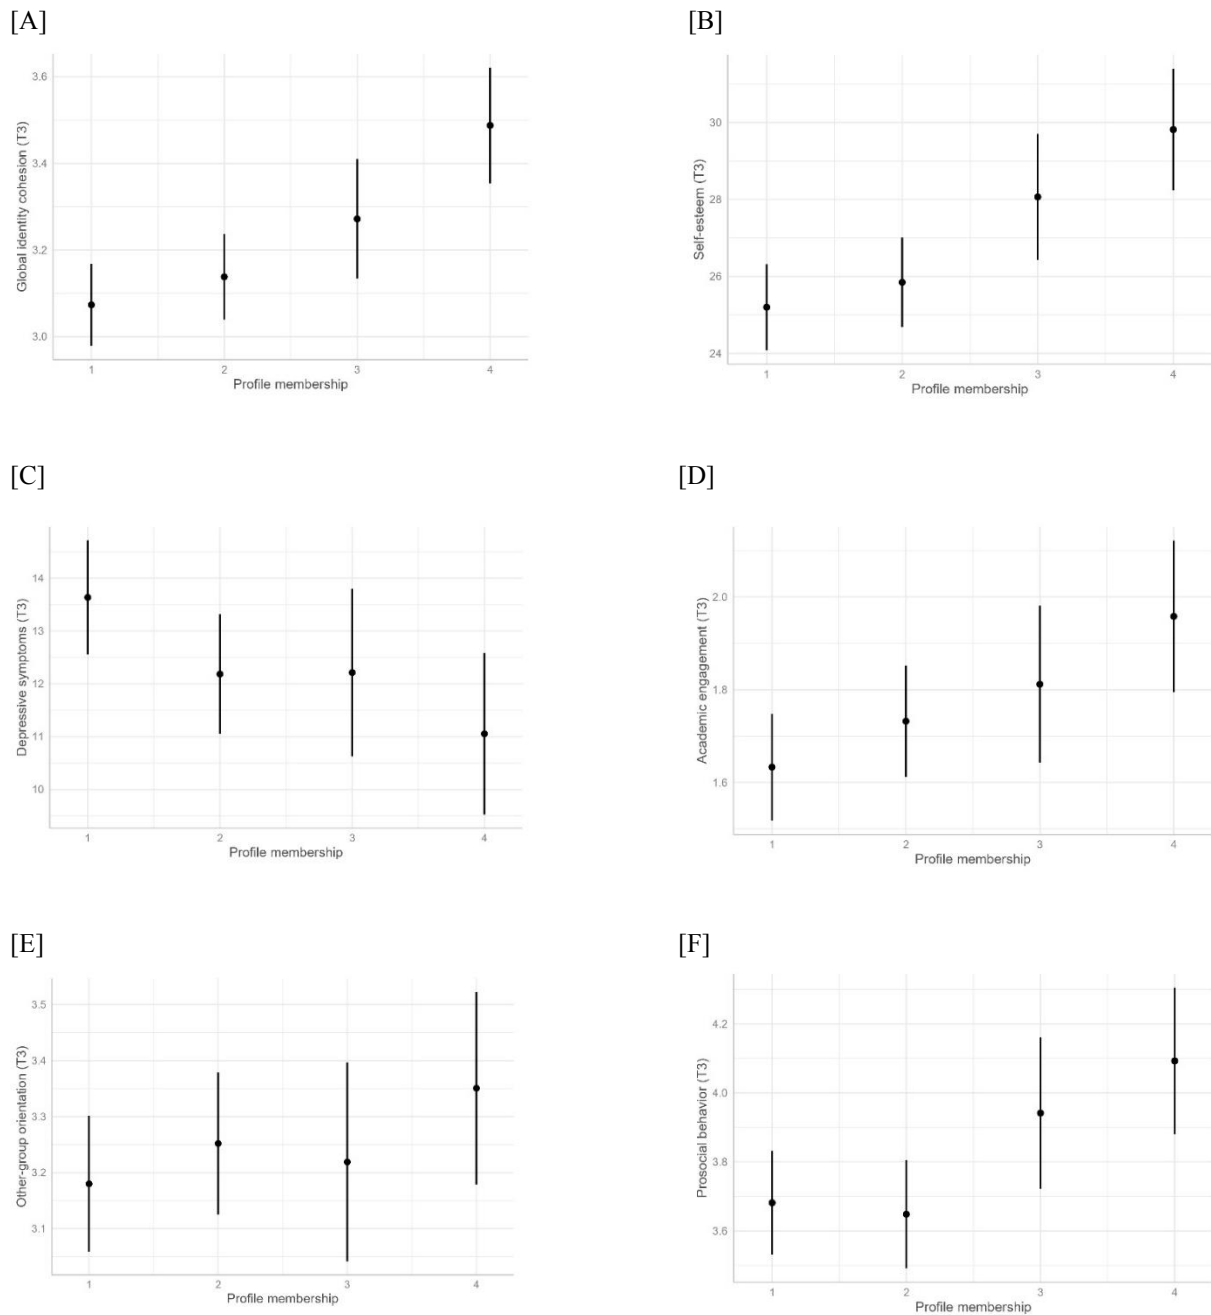 [A]
Global identity cohesion (T3)
3.6
3.4
3.2
3.0
1 2 3 4
Profile membership
[B]
Self-esteem (T3)
30
28
26
24
1 2 3 4
Profile membership
[C]
Depressive symptoms (T3)
14
13
12
11
10
1 2 3 4
Profile membership
[D]
Academic engagement (T3)
2.0
1.8
1.6
1 2 3 4
Profile membership
[E]
Other-group orientation (T3)
3.5
3.4
3.3
3.2
3.1
1 2 3 4
Profile membership
[F]
Prosocial behavior (T3)
4.2
4.0
3.8
3.6
1 2 3 4
Profile membership